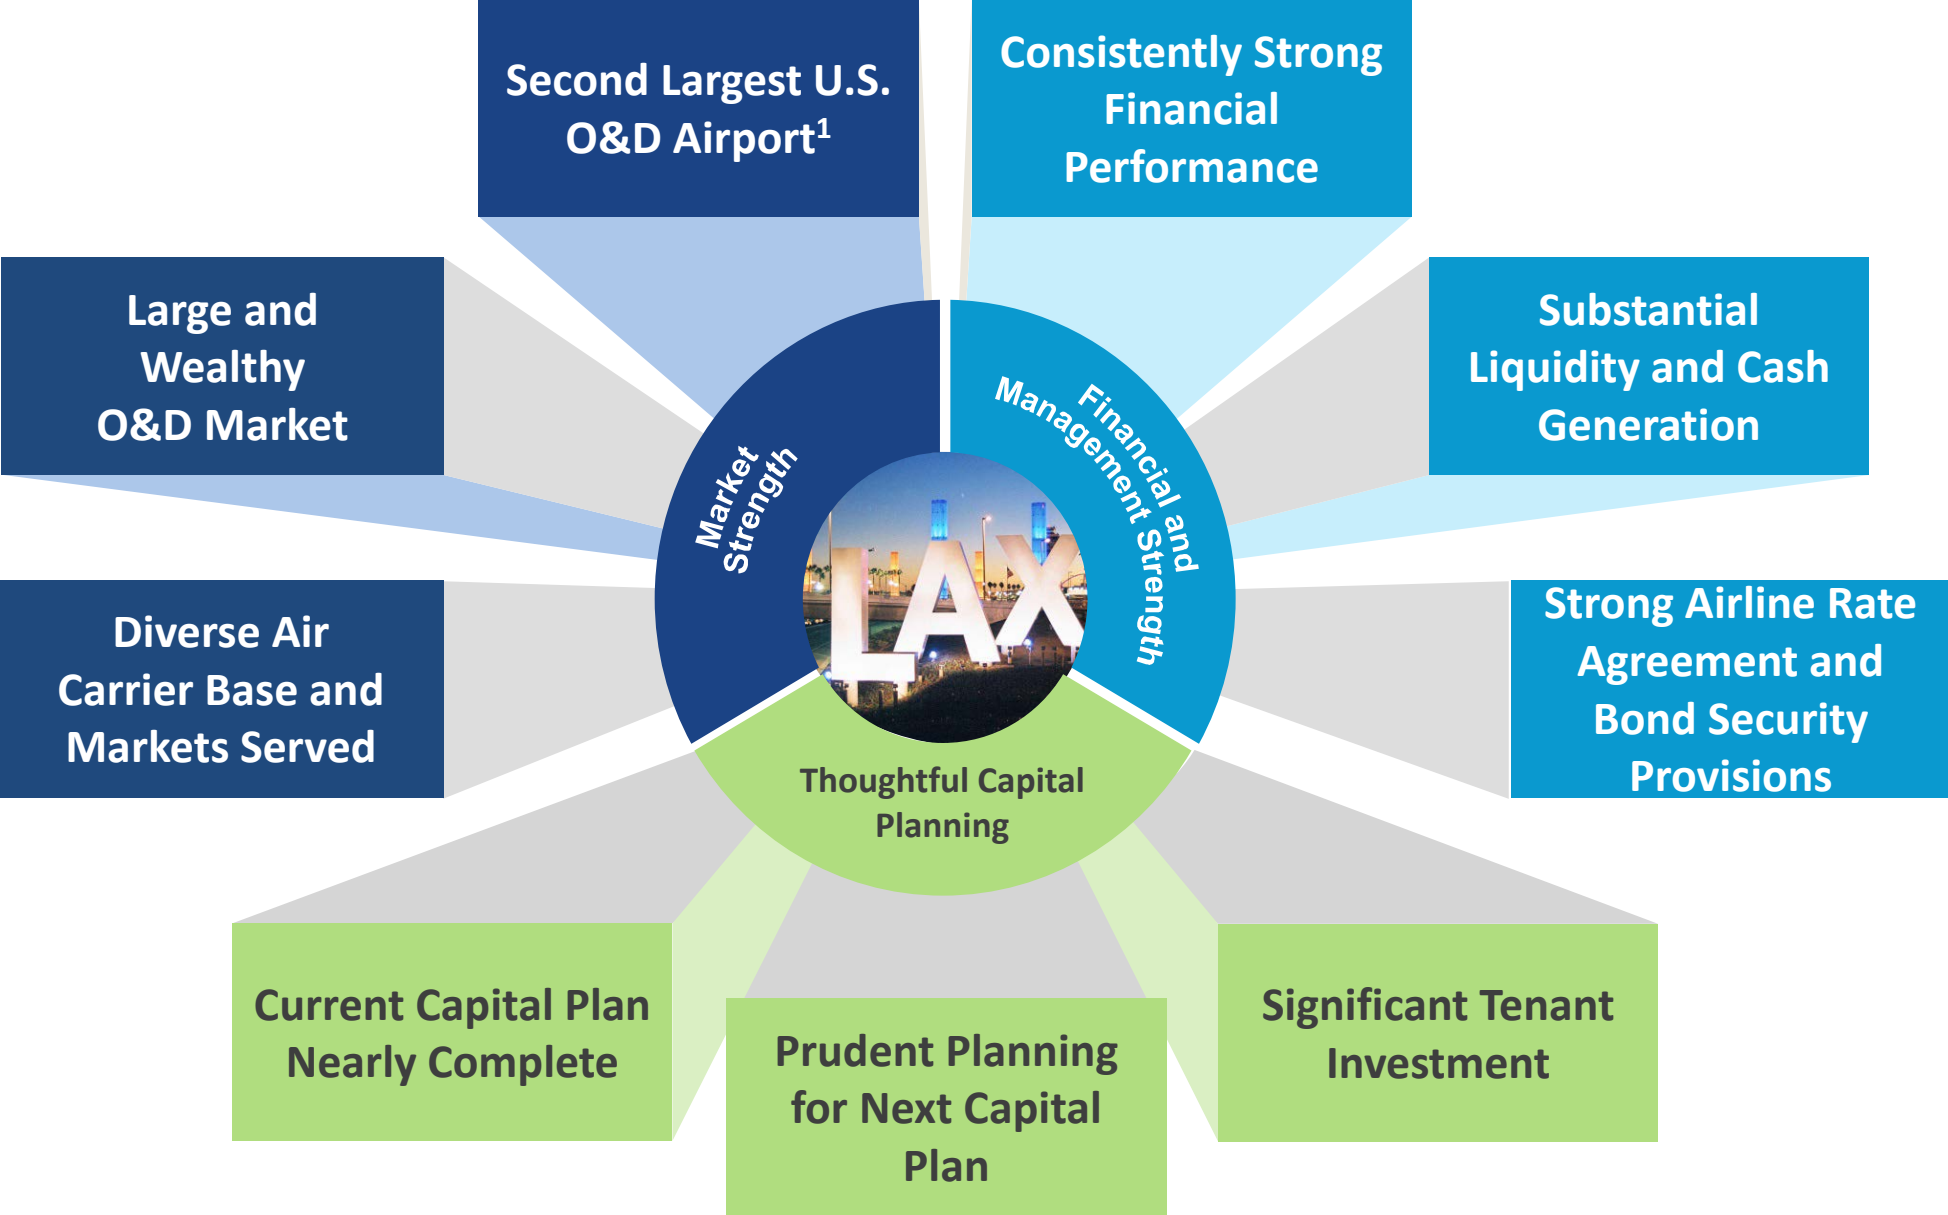 Second Largest U.S.
O&D Airport¹
Consistently Strong
Financial
Performance
Large and
Wealthy
O&D Market
Substantial
Liquidity and Cash
Generation
Market
Strength
Financial and
Management Strength
LAX
Diverse Air
Carrier Base and
Markets Served
Strong Airline Rate
Agreement and
Bond Security
Provisions
Thoughtful Capital
Planning
Current Capital Plan
Nearly Complete
Prudent Planning
for Next Capital
Plan
Significant Tenant
Investment